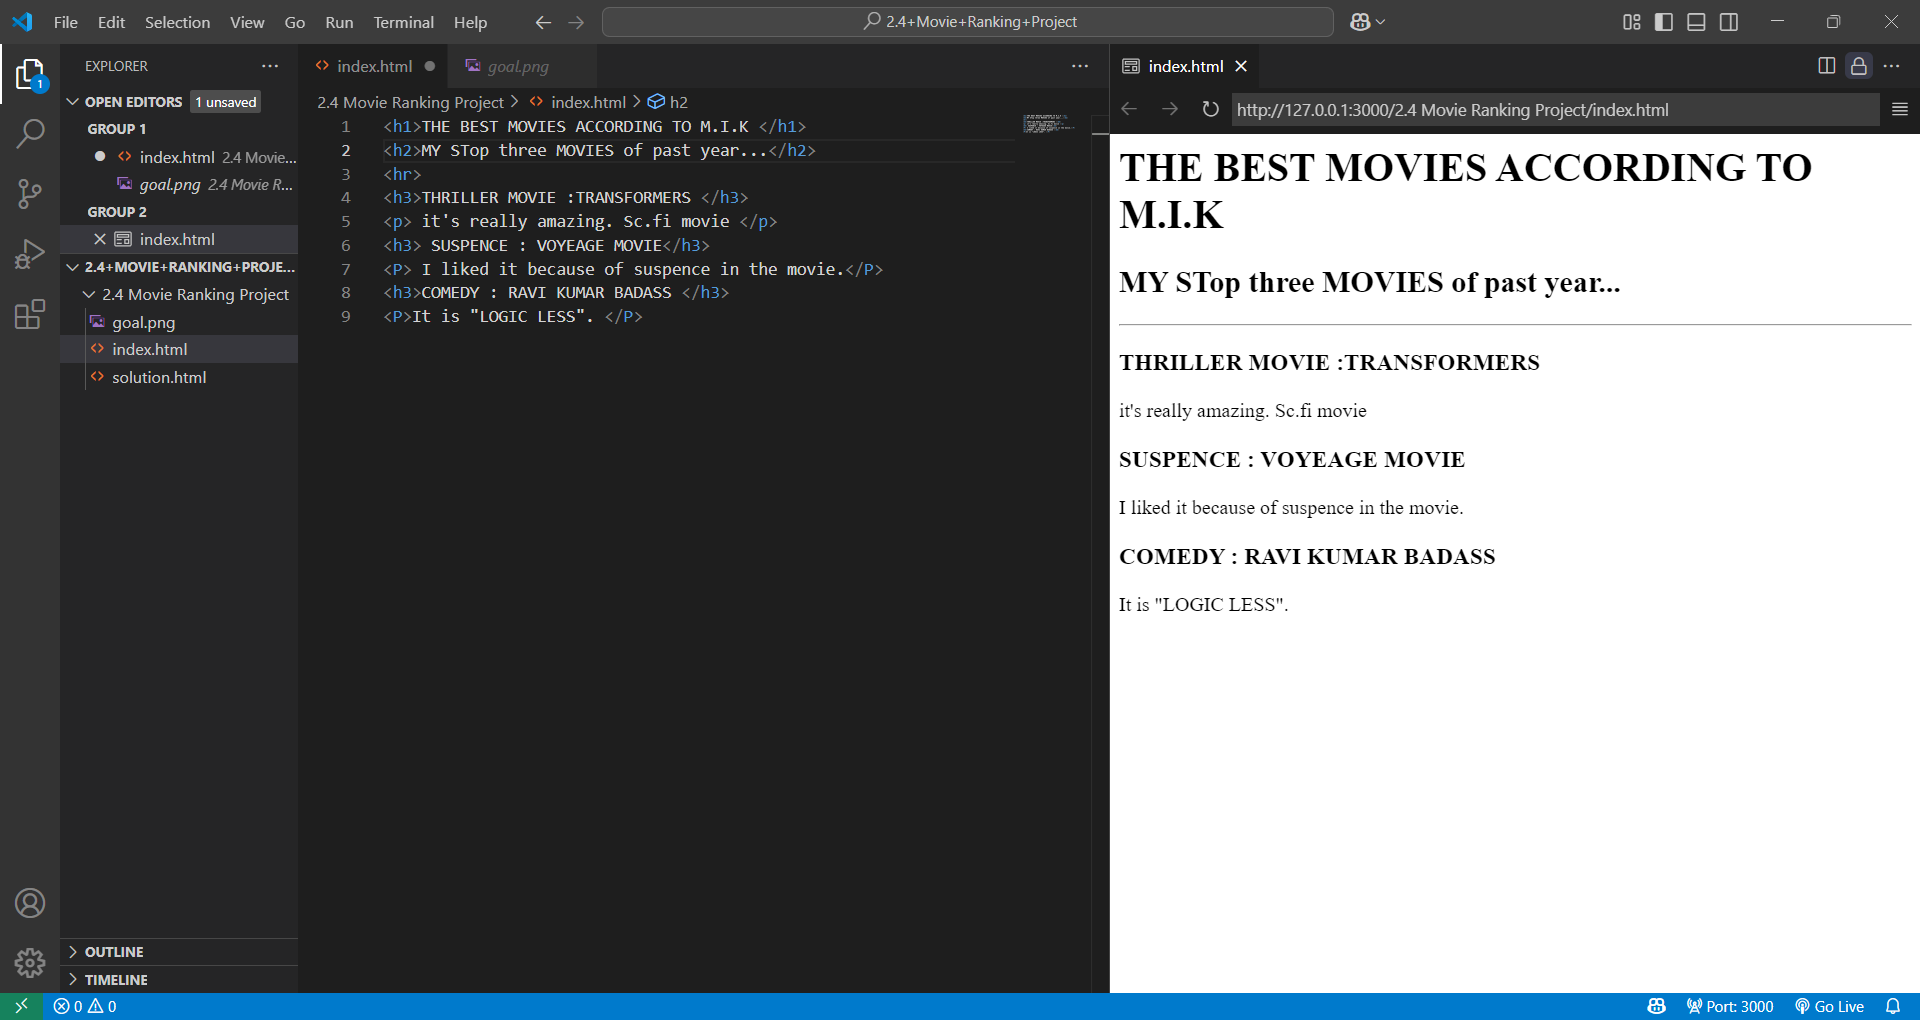 File Edit Selection View Go Run Terminal Help
2.4+Movie+Ranking+Project
EXPLORER
OPEN EDITORS 1 unsaved
GROUP 1
index.html 2.4 Movie...
goal.png 2.4 Movie R...
GROUP 2
index.html
2.4+MOVIE+RANKING+PROJE...
2.4 Movie Ranking Project
goal.png
index.html
solution.html
OUTLINE
TIMELINE
1
index.html
goal.png
2.4 Movie Ranking Project > index.html > h2
1 <h1>THE BEST MOVIES ACCORDING TO M.I.K </h1>
2 <h2>MY STop three MOVIES of past year...</h2>
3 <hr>
4 <h3>THRILLER MOVIE :TRANSFORMERS </h3>
5 <p> it's really amazing. Sc.fi movie </p>
6 <h3> SUSPENCE : VOYEAGE MOVIE</h3>
7 <P> I liked it because of suspence in the movie.</P>
8 <h3>COMEDY : RAVI KUMAR BADASS </h3>
9 <P>It is "LOGIC LESS". </P>
index.html
http://127.0.0.1:3000/2.4 Movie Ranking Project/index.html
THE BEST MOVIES ACCORDING TO
M.I.K
MY STop three MOVIES of past year...
THRILLER MOVIE :TRANSFORMERS
it's really amazing. Sc.fi movie
SUSPENCE : VOYEAGE MOVIE
I liked it because of suspence in the movie.
COMEDY : RAVI KUMAR BADASS
It is "LOGIC LESS".
0 0
Port: 3000
Go Live